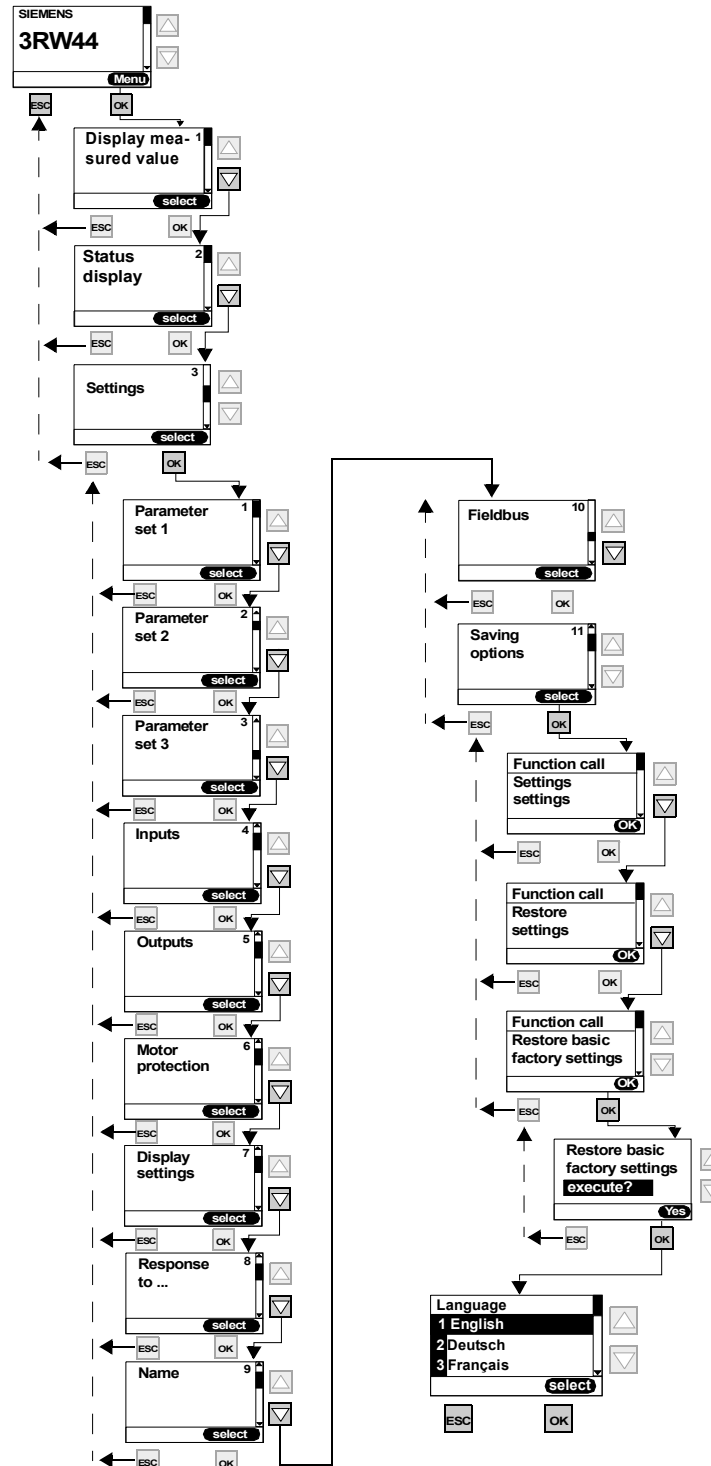 SIEMENS
3RW44
Menu
ESC
OK
Display mea-
sured value
1
select
ESC
OK
Status
display
2
select
ESC
OK
Settings
3
select
ESC
OK
Parameter
set 1
1
select
ESC
OK
Parameter
set 2
2
select
ESC
OK
Parameter
set 3
3
select
ESC
OK
Inputs
4
select
ESC
OK
Outputs
5
select
ESC
OK
Motor
protection
6
select
ESC
OK
Display
settings
7
select
ESC
OK
Response
to ...
8
select
ESC
OK
Name
9
select
ESC
OK
Fieldbus
10
select
ESC
OK
Saving
options
11
select
ESC
OK
Function call
Settings
settings
OK
ESC
OK
Function call
Restore
settings
OK
ESC
OK
Function call
Restore basic
factory settings
OK
ESC
OK
Restore basic
factory settings
execute?
Yes
ESC
OK
Language
1 English
2 Deutsch
3 Français
select
ESC
OK